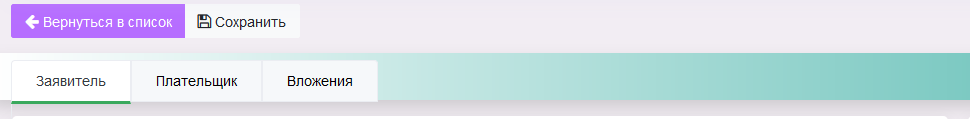 Вернуться в список Сохранить
Заявитель Плательщик Вложения